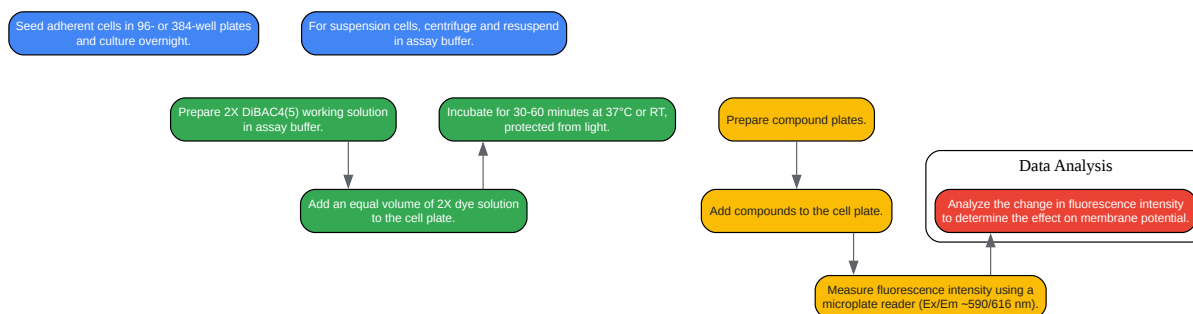 Seed adherent cells in 96- or 384-well plates
and culture overnight.
For suspension cells, centrifuge and resuspend
in assay buffer.
Prepare 2X DiBAC4(5) working solution
in assay buffer.
Incubate for 30-60 minutes at 37°C or RT,
protected from light.
Prepare compound plates.
Data Analysis
Add an equal volume of 2X dye solution
to the cell plate.
Add compounds to the cell plate.
Analyze the change in fluorescence intensity
to determine the effect on membrane potential.
Measure fluorescence intensity using a
microplate reader (Ex/Em ~590/616 nm).